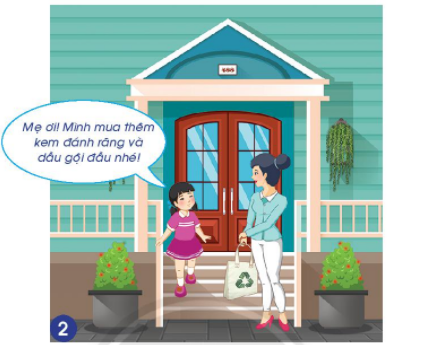 Mẹ ơi! Mình mua thêm
kem đánh răng và
dầu gội đầu nhé!
2